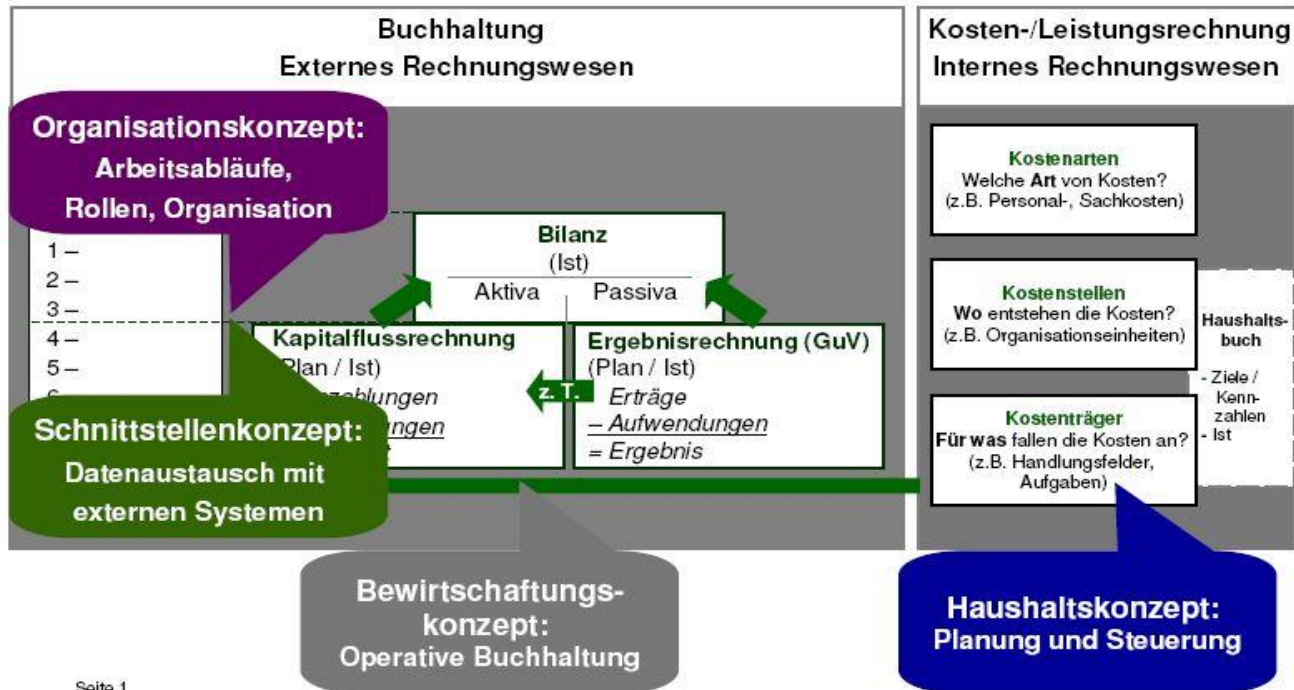 Buchhaltung
Externes Rechnungswesen
Kosten-/Leistungsrechnung
Internes Rechnungswesen
Organisationskonzept:
Arbeitsabläufe,
Rollen, Organisation
1 –
2 –
3 –
4 –
5 –
Bilanz
(Ist)
Aktiva Passiva
Kapitalflussrechnung
(Plan / Ist)
z. T.
Ergebnisrechnung (GuV)
(Plan / Ist)
Erträge
– Aufwendungen
= Ergebnis
Schnittstellenkonzept:
Datenaustausch mit
externen Systemen
Bewirtschaftungs-
konzept:
Operative Buchhaltung
Kostenarten
Welche Art von Kosten?
(z.B. Personal-, Sachkosten)
Kostenstellen
Wo entstehen die Kosten?
(z.B. Organisationseinheiten)
Kostenträger
Für was fallen die Kosten an?
(z.B. Handlungsfelder,
Aufgaben)
Haushalts-
buch
- Ziele /
Kenn-
zahlen
- Ist
Haushaltskonzept:
Planung und Steuerung
Seite 1